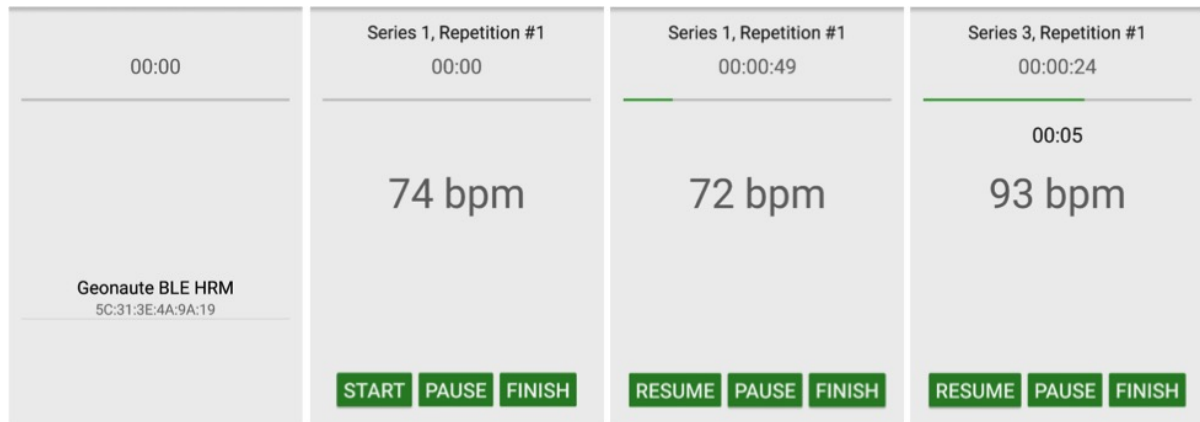 00:00
Geonaute BLE HRM
5C:31:3E:4A:9A:19
Series 1, Repetition #1
00:00
74 bpm
START PAUSE FINISH
Series 1, Repetition #1
00:00:49
72 bpm
RESUME PAUSE FINISH
Series 3, Repetition #1
00:00:24
00:05
93 bpm
RESUME PAUSE FINISH